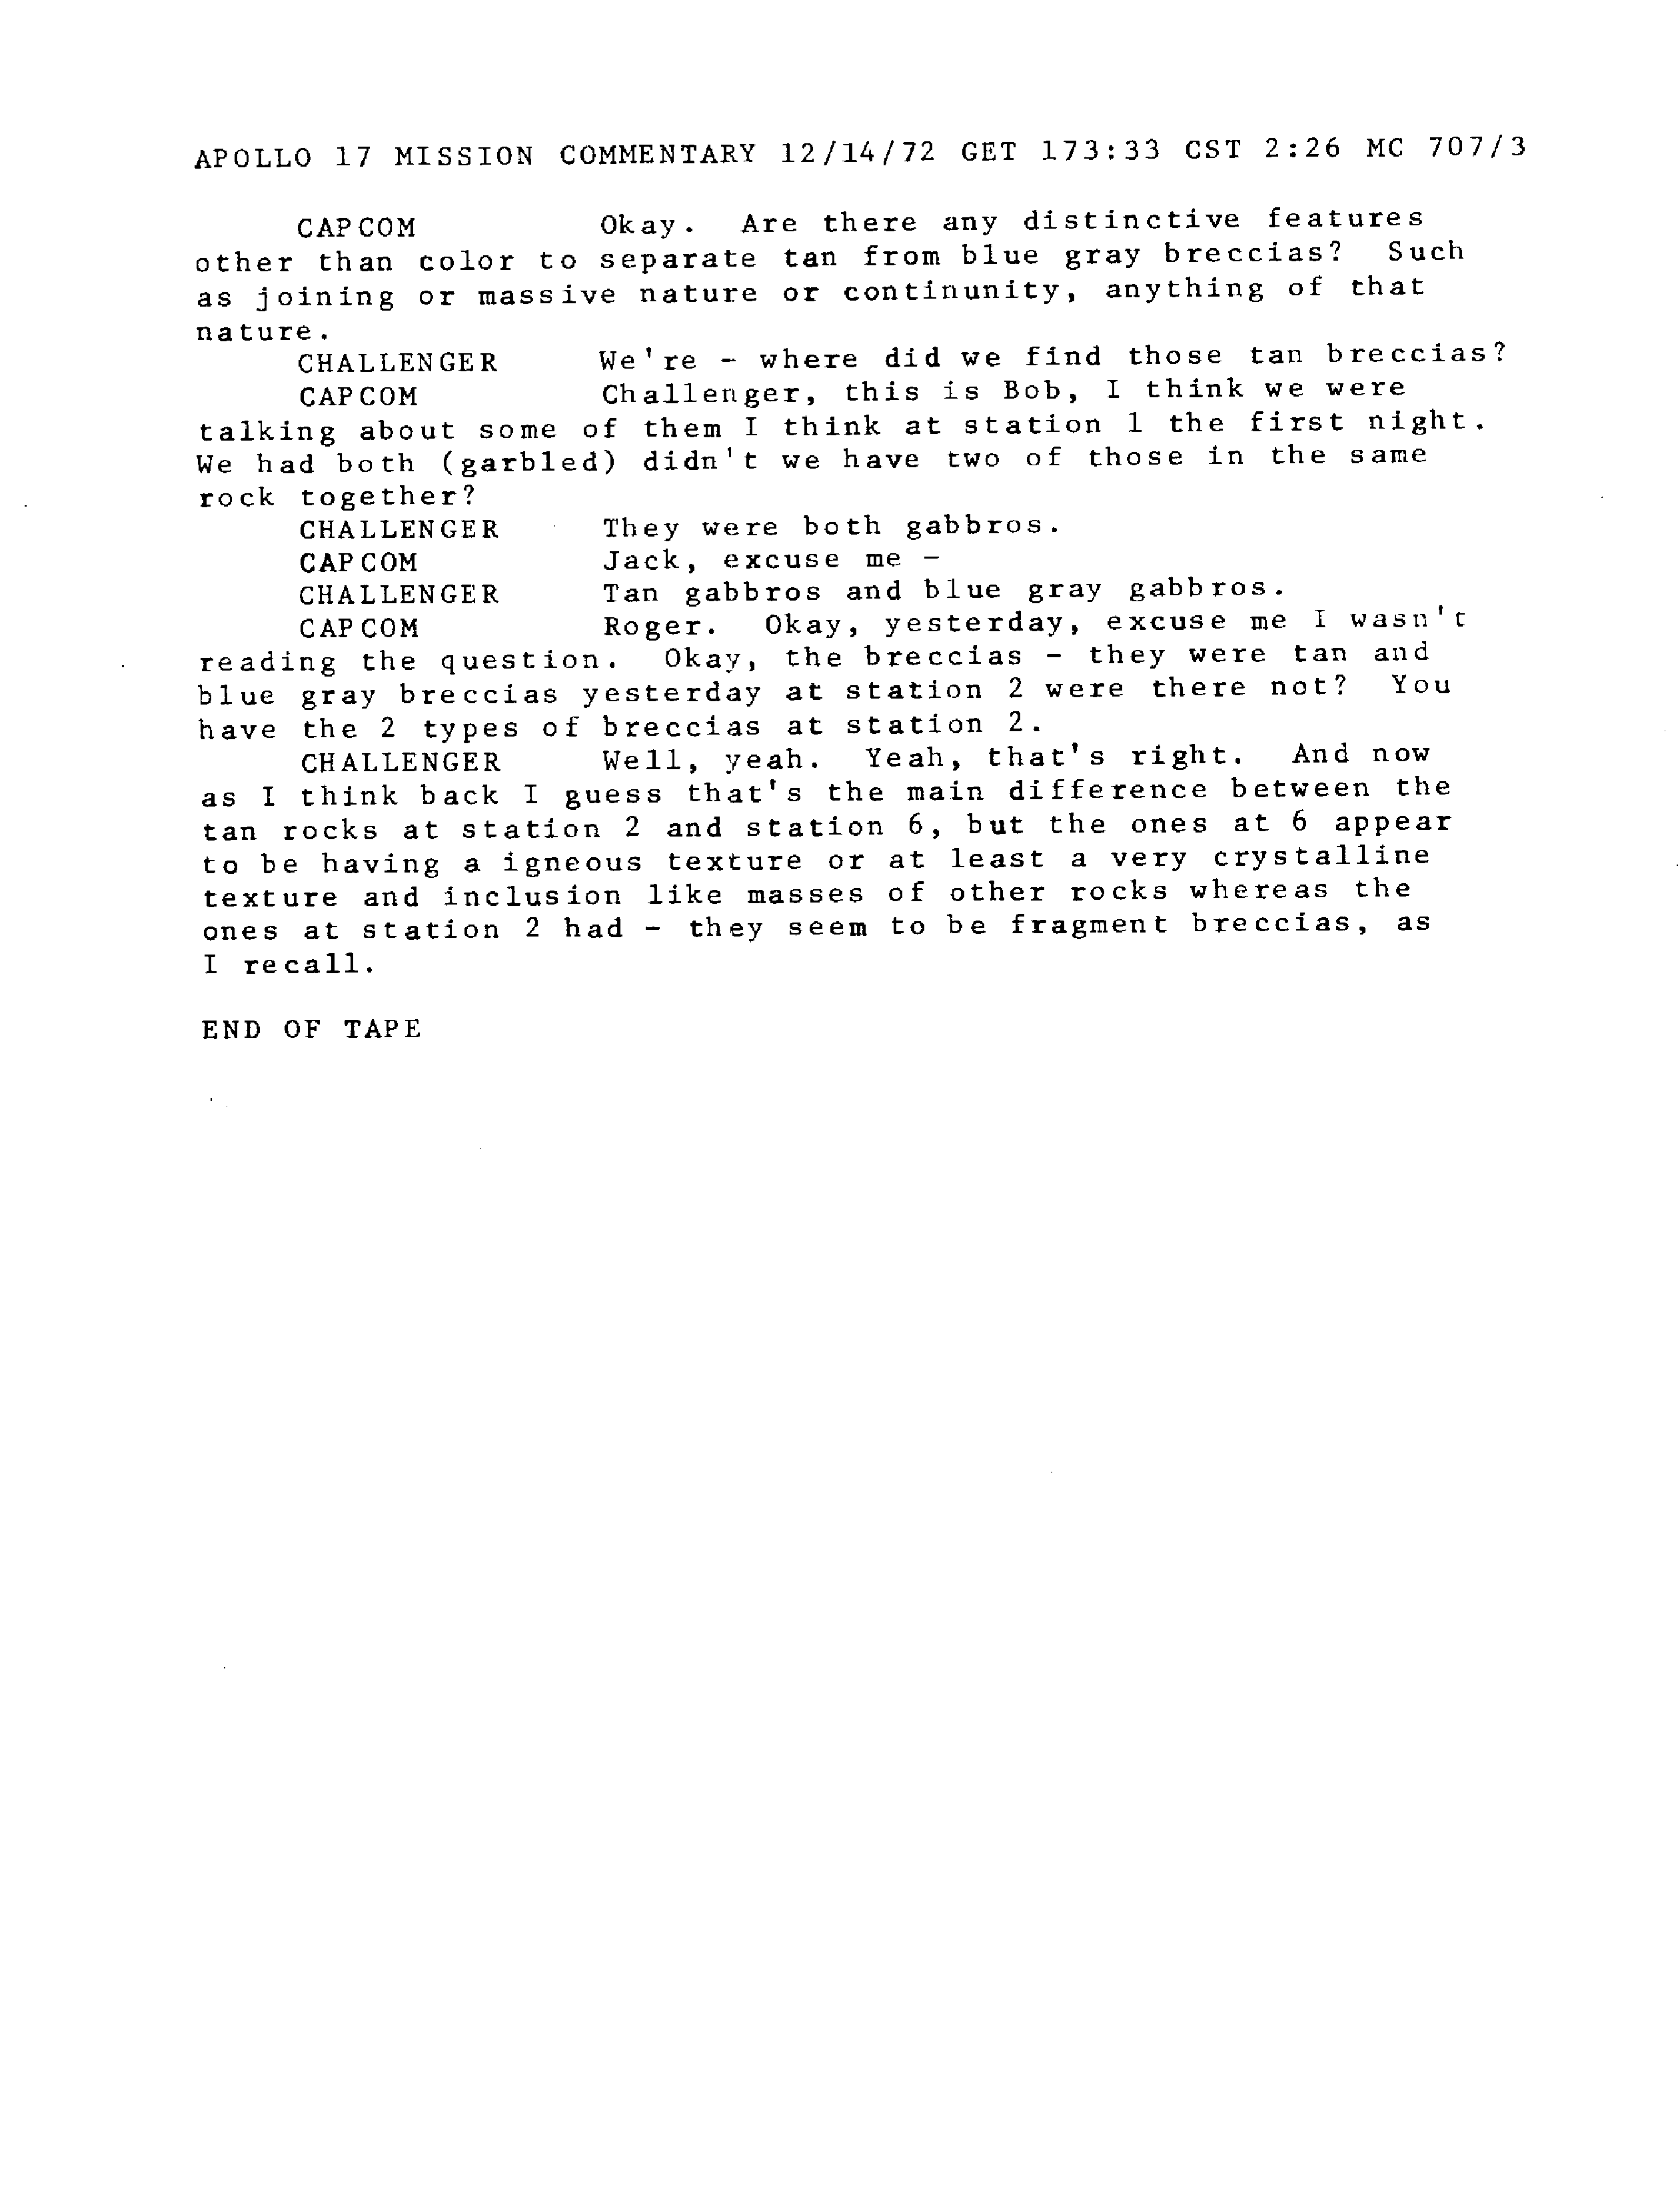 APOLLO 17 MISSION COMMENTARY 12/14/72 GET 173:33 CST 2:26 MC 707/3
CAPCOM Okay. Are there any distinctive features
other than color to separate tan from blue gray breccias? Such
as joining or massive nature or continunity, anything of that
nature.
CHALLENGER We're - where did we find those tan breccias?
CAPCOM Challenger, this is Bob, I think we were
talking about some of them I think at station 1 the first night.
We had both (garbled) didn't we have two of those in the same
rock together?
CHALLENGER They were both gabbros.
CAPCOM Jack, excuse me -
CHALLENGER Tan gabbros and blue gray gabbros.
CAPCOM Roger. Okay, yesterday, excuse me I wasn't
reading the question. Okay, the breccias - they were tan and
blue gray breccias yesterday at station 2 were there not? You
have the 2 types of breccias at station 2.
CHALLENGER Well, yeah. Yeah, that's right. And now
as I think back I guess that's the main difference between the
tan rocks at station 2 and station 6, but the ones at 6 appear
to be having a igneous texture or at least a very crystalline
texture and inclusion like masses of other rocks whereas the
ones at station 2 had - they seem to be fragment breccias, as
I recall.
END OF TAPE